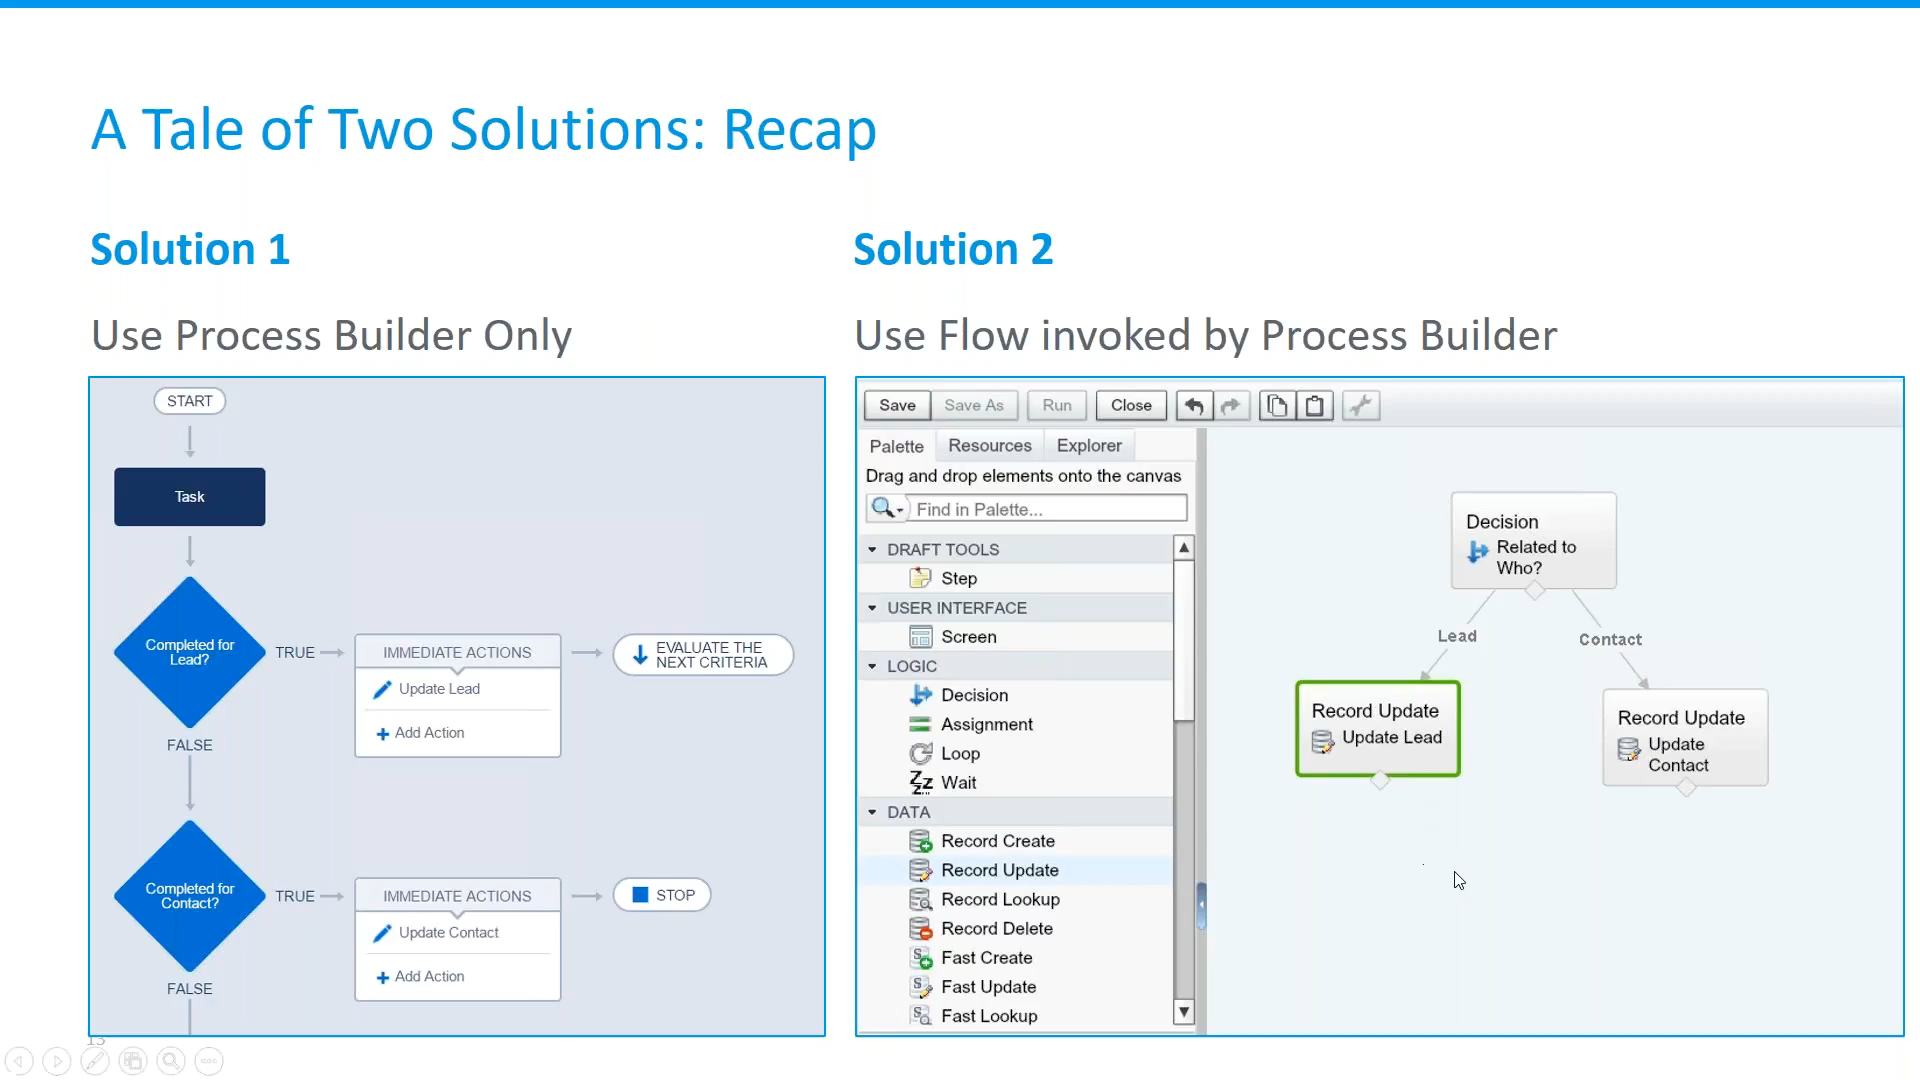 A Tale of Two Solutions: Recap
Solution 1
Use Process Builder Only
START
Task
Completed for
Lead?
TRUE
IMMEDIATE ACTIONS
Update Lead
Add Action
EVALUATE THE
NEXT CRITERIA
FALSE
Completed for
Contact?
TRUE
IMMEDIATE ACTIONS
Update Contact
Add Action
STOP
FALSE
13
Solution 2
Use Flow invoked by Process Builder
Save
Save As
Run
Close
Palette
Resources
Explorer
Drag and drop elements onto the canvas
Find in Palette...
DRAFT TOOLS
Step
USER INTERFACE
Screen
LOGIC
Decision
Assignment
Loop
Wait
DATA
Record Create
Record Update
Record Lookup
Record Delete
Fast Create
Fast Update
Fast Lookup
Decision
Related to
Who?
Lead
Contact
Record Update
Update Lead
Record Update
Update
Contact